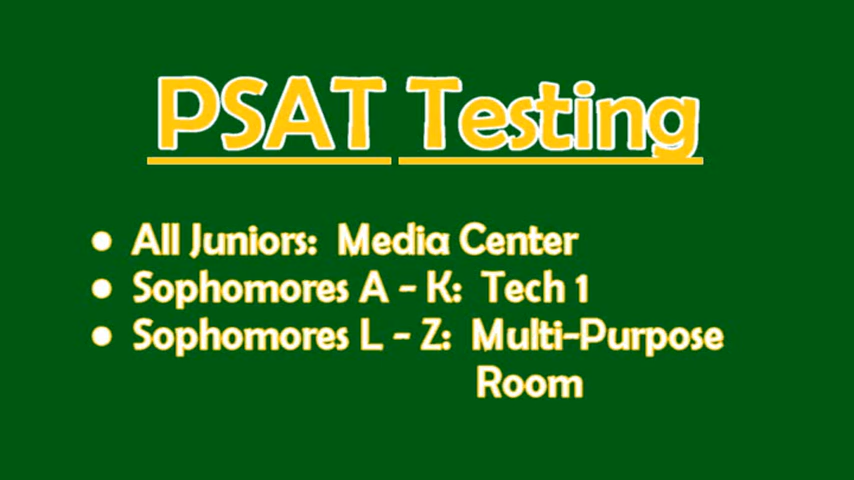 PSAT Testing
● All Juniors: Media Center
● Sophomores A - K: Tech 1
● Sophomores L - Z: Multi-Purpose
Room